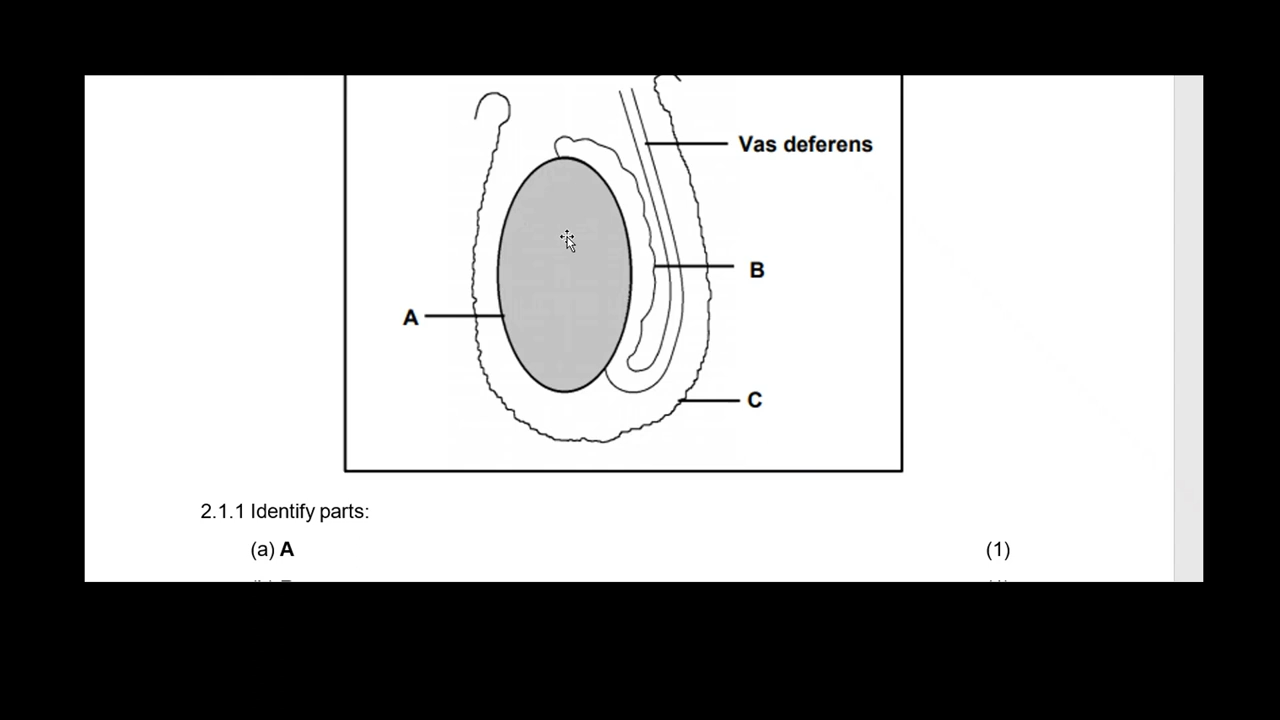 Vas deferens
B
A
C
2.1.1 Identify parts:
(a) A (1)